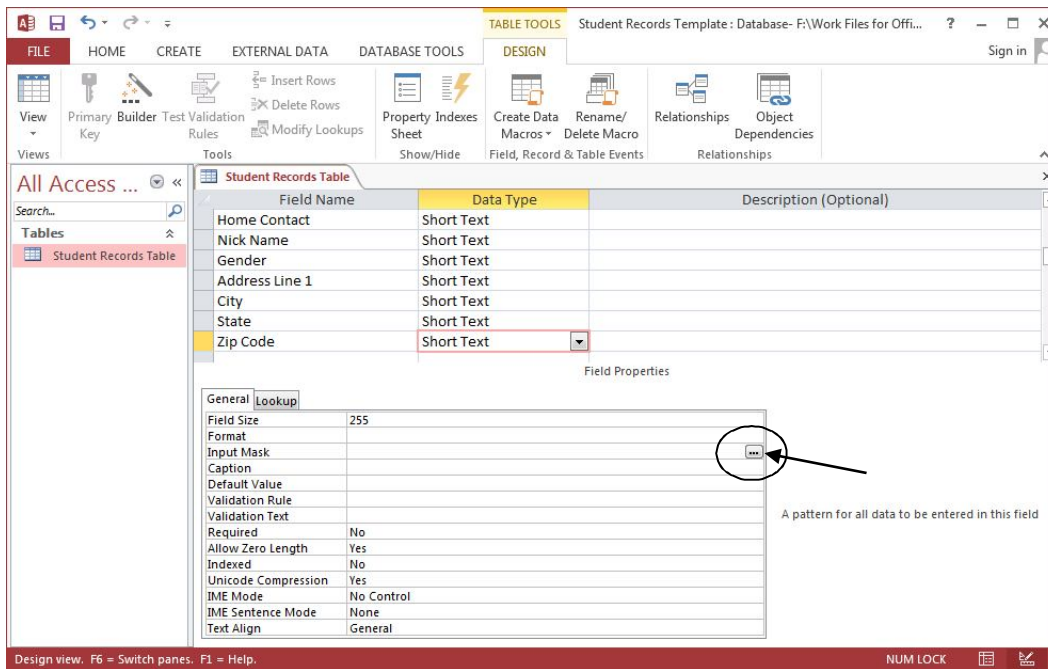 TABLE TOOLS : Student Records Template : Database- F:\Work Files for Offi... ?
FILE HOME CREATE EXTERNAL DATA DATABASE TOOLS DESIGN Sign in
View
Primary Key
Builder
Test Validation Rules
Insert Rows
Delete Rows
Modify Lookups
Property Sheet
Indexes
Create Data Macros
Rename/ Delete Macro
Relationships
Object Dependencies
Views Tools Show/Hide Field, Record & Table Events Relationships
All Access ...
Search...
Tables
Student Records Table
Student Records Table
Field Name Data Type Description (Optional)
Home Contact Short Text
Nick Name Short Text
Gender Short Text
Address Line 1 Short Text
City Short Text
State Short Text
Zip Code Short Text
Field Properties
General Lookup
Field Size 255
Format
Input Mask ...
Caption
Default Value
Validation Rule
Validation Text
Required No
Allow Zero Length Yes
Indexed No
Unicode Compression Yes
IME Mode No Control
IME Sentence Mode None
Text Align General
A pattern for all data to be entered in this field
Design view. F6 = Switch panes. F1 = Help. NUM LOCK